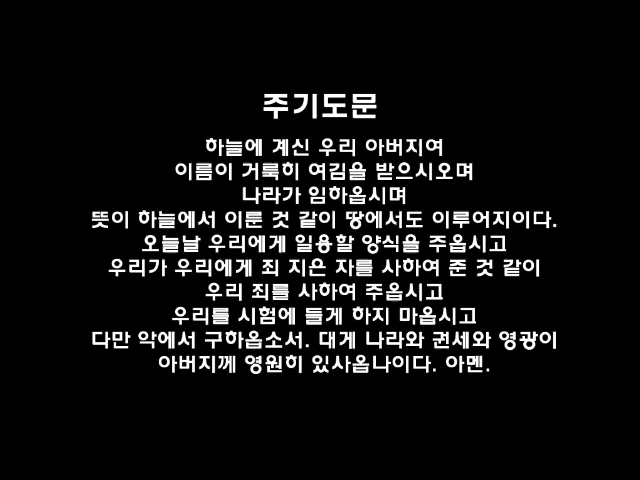 주기도문
하늘에 계신 우리 아버지여
이름이 거룩히 여김을 받으시오며
나라가 임하옵시며
뜻이 하늘에서 이룬 것 같이 땅에서도 이루어지이다.
오늘날 우리에게 일용할 양식을 주옵시고
우리가 우리에게 죄 지은 자를 사하여 준 것 같이
우리 죄를 사하여 주옵시고
우리를 시험에 들게 하지 마옵시고
다만 악에서 구하옵소서. 대게 나라와 권세와 영광이
아버지께 영원히 있사옵나이다. 아멘.